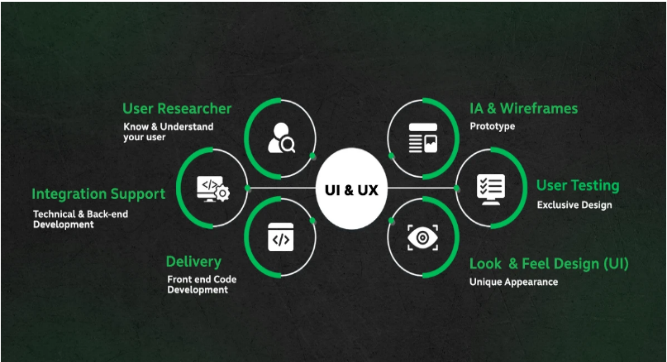 User Researcher
Know & Understand
your user
IA & Wireframes
Prototype
Integration Support
Technical & Back-end
Development
UI & UX
User Testing
Exclusive Design
Delivery
Front end Code
Development
Look & Feel Design (UI)
Unique Appearance